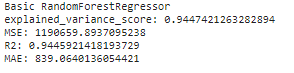 Basic RandomForestRegressor
explained_variance_score: 0.9447421263282894
MSE: 1190659.8937095238
R2: 0.9445921418193729
MAE: 839.0640136054421